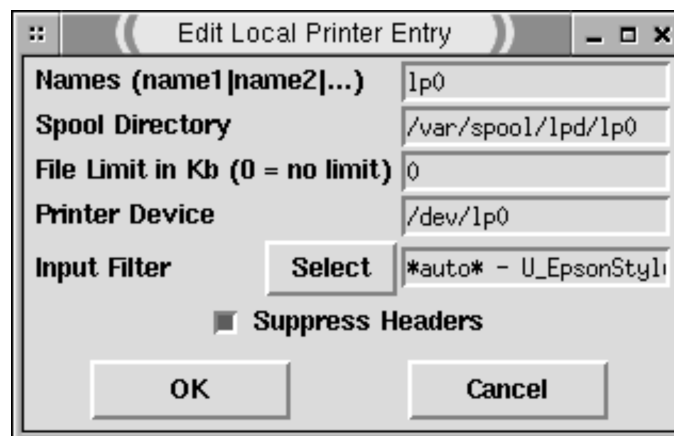 Edit Local Printer Entry
Names (name1|name2|...) lp0
Spool Directory /var/spool/lpd/lp0
File Limit in Kb (0 = no limit) 0
Printer Device /dev/lp0
Input Filter Select *auto* - U_EpsonStyl
Suppress Headers
OK Cancel